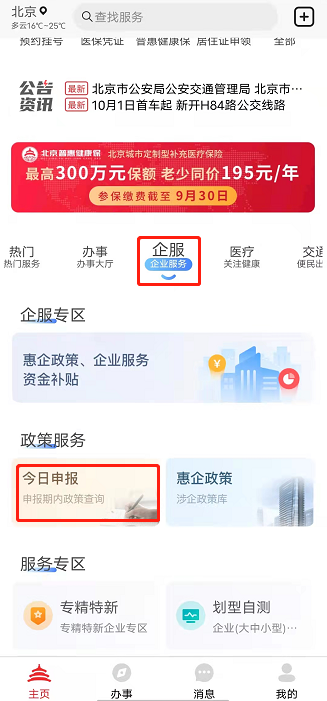 北京
多云16℃~25℃
查找服务
预约挂号 医保凭证 普惠健康保 居住证申领 全部
公告
资讯
最新 北京市公安局公安交通管理局 北京市···
最新 10月1日首车起 新开H84路公交线路
北京普惠健康保 北京城市定制型补充医疗保险
最高300万元保额 老少同价195元/年
参保缴费截至 9月30日
热门 办事 企服 医疗 交通
热门服务 办事大厅 企业服务 关注健康 便民出
企服专区
惠企政策、企业服务
资金补贴
政策服务
今日申报 惠企政策
申报期内政策查询 涉企政策库
服务专区
专精特新 划型自测
专精特新企业专区 企业(大中小型)···
主页 办事 消息 我的